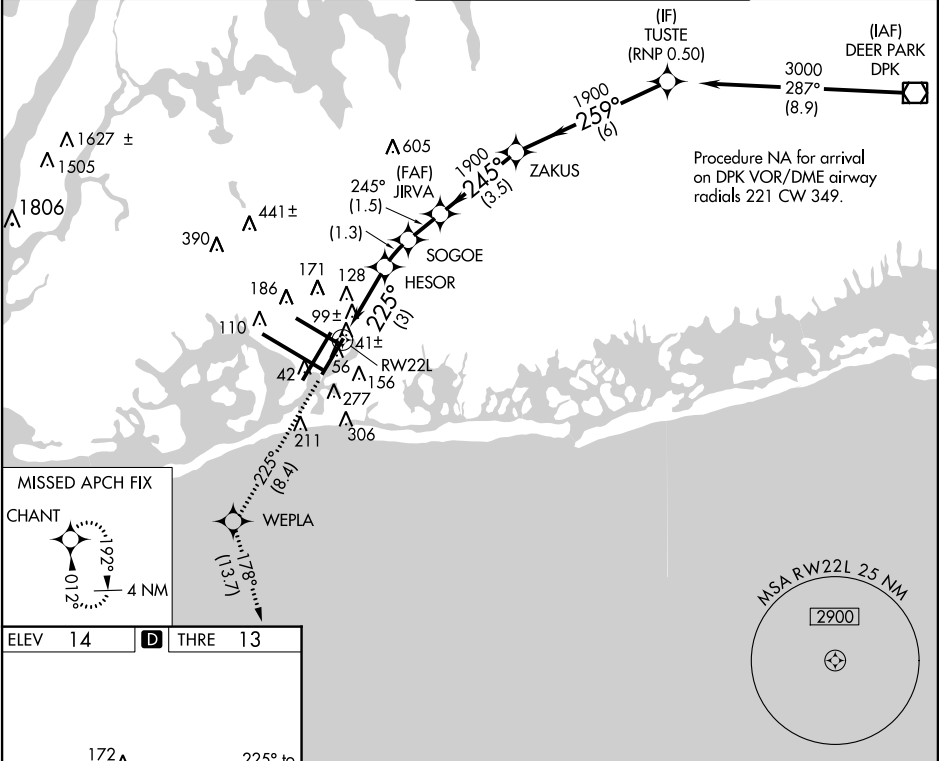 (IF)
TUSTE
(RNP 0.50)
(IAF)
DEER PARK
DPK
3000
287°
(8.9)
1900
259°
(6)
ZAKUS
Procedure NA for arrival
on DPK VOR/DME airway
radials 221 CW 349.
1627 ±
1505
1806
605
1900
245°
(3.5)
(FAF)
JIRVA
245°
(1.5)
(1.3)
SOGOE
HESOR
441±
390
171
128
186
110
99±
225°
(3)
41±
56
RW22L
42
156
277
211
306
225°
(8.4)
WEPLA
178°
(13.7)
MISSED APCH FIX
CHANT
192°
012°
4 NM
MSA RW22L 25 NM
2900
ELEV 14
D
THRE 13
172
225° to